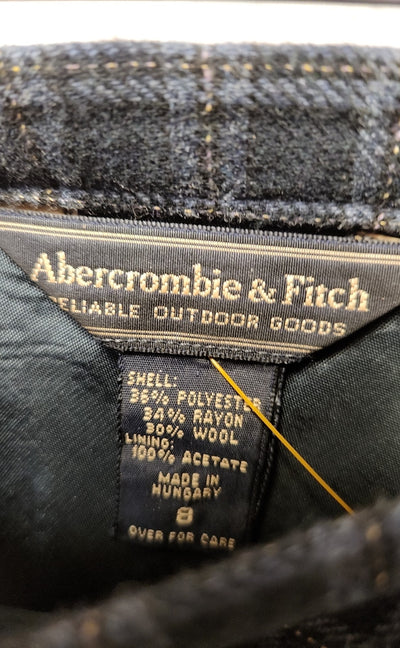 Abercrombie & Fitch
RELIABLE OUTDOOR GOODS
SHELL:
36% POLYESTER
34% RAYON
30% WOOL
LINING:
100% ACETATE
MADE IN
HUNGARY
8
OVER FOR CARE